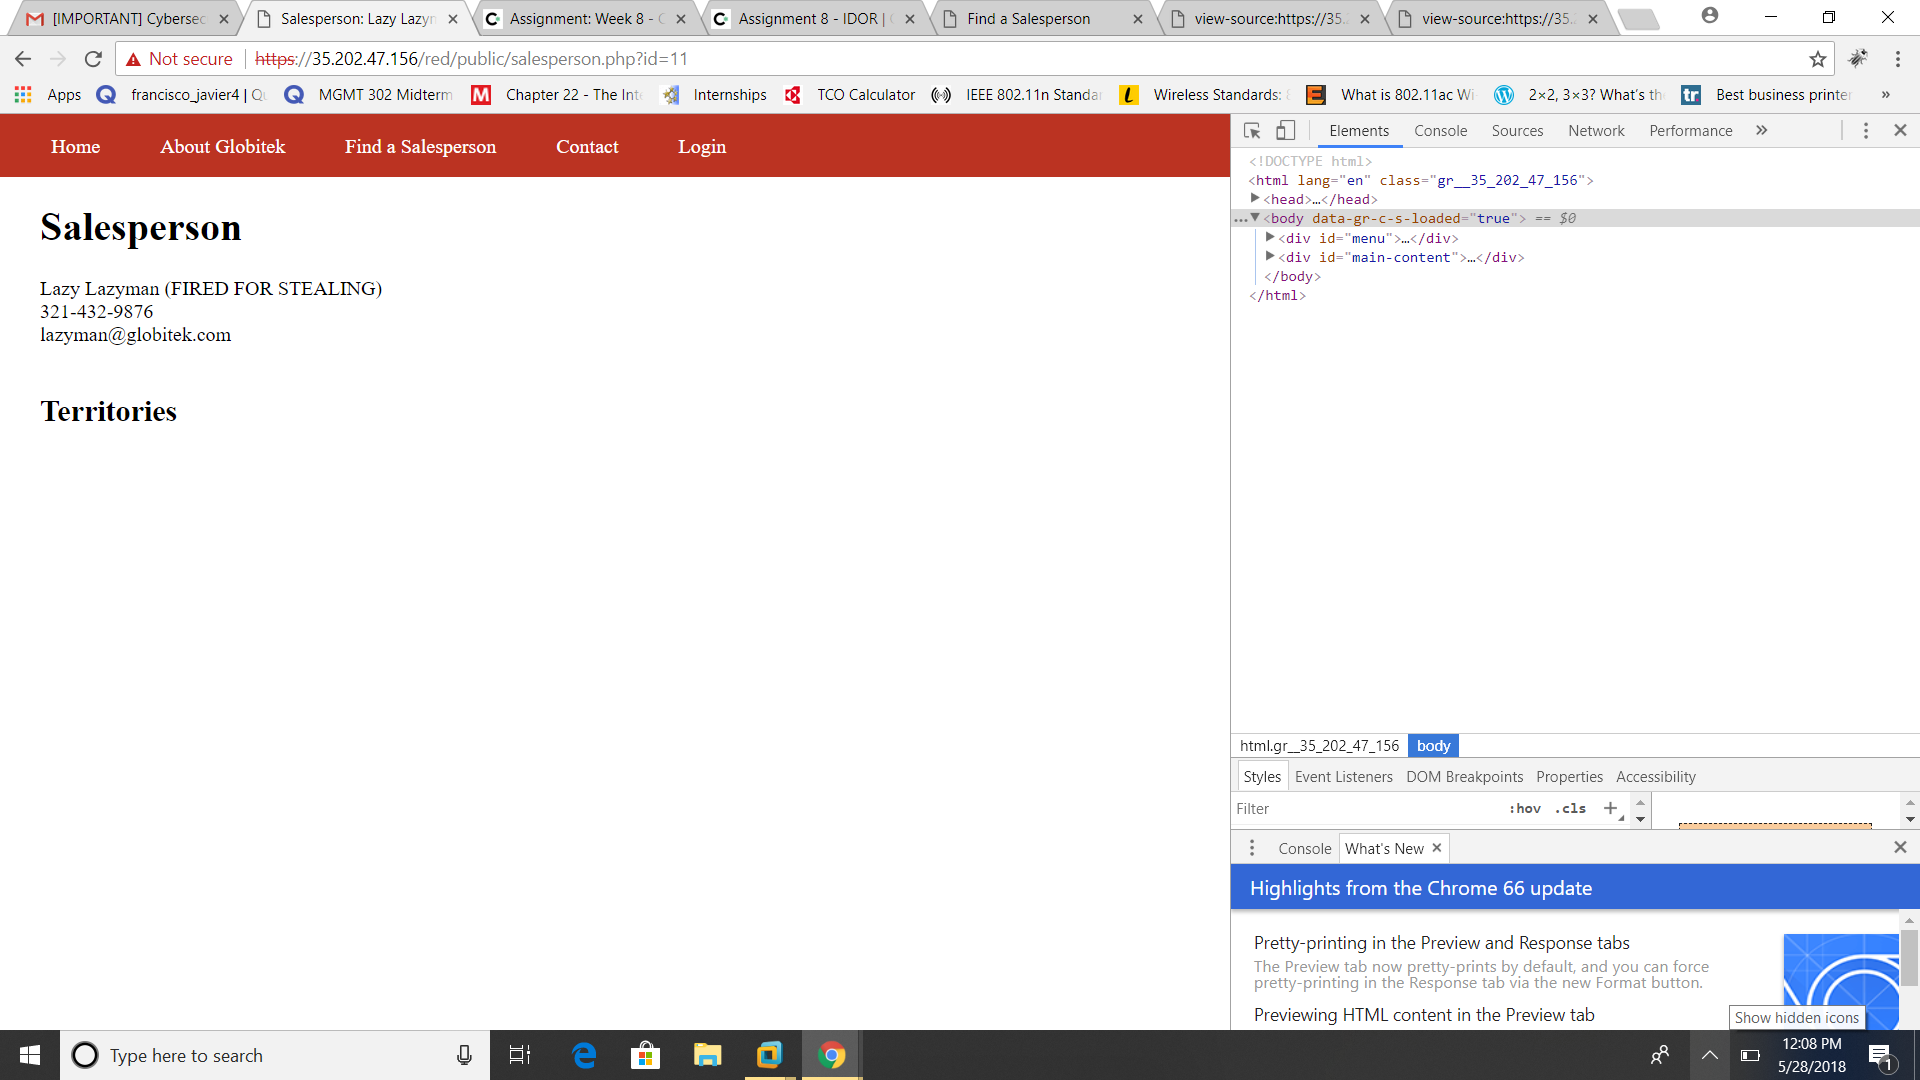 [IMPORTANT] Cybersec
Salesperson: Lazy Lazyn
Assignment: Week 8 - C
Assignment 8 - IDOR | C
Find a Salesperson
view-source:https://35.
view-source:https://35.
Not secure https://35.202.47.156/red/public/salesperson.php?id=11
Apps
francisco_javier4 | Qu
MGMT 302 Midterm
Chapter 22 - The Inte
Internships
TCO Calculator
IEEE 802.11n Standar
Wireless Standards: 8
What is 802.11ac Wi-
2×2, 3×3? What's the
Best business printer
»
Home About Globitek Find a Salesperson Contact Login
Salesperson
Lazy Lazyman (FIRED FOR STEALING)
321-432-9876
lazyman@globitek.com
Territories
Elements Console Sources Network Performance »
<!DOCTYPE html>
<html lang="en" class="gr__35_202_47_156">
<head>…</head>
…<body data-gr-c-s-loaded="true"> == $0
<div id="menu">…</div>
<div id="main-content">…</div>
</body>
</html>
html.gr__35_202_47_156 body
Styles Event Listeners DOM Breakpoints Properties Accessibility
Filter :hov .cls +
Console What's New
Highlights from the Chrome 66 update
Pretty-printing in the Preview and Response tabs
The Preview tab now pretty-prints by default, and you can force
pretty-printing in the Response tab via the new Format button.
Previewing HTML content in the Preview tab
Show hidden icons
Type here to search
12:08 PM
5/28/2018
1